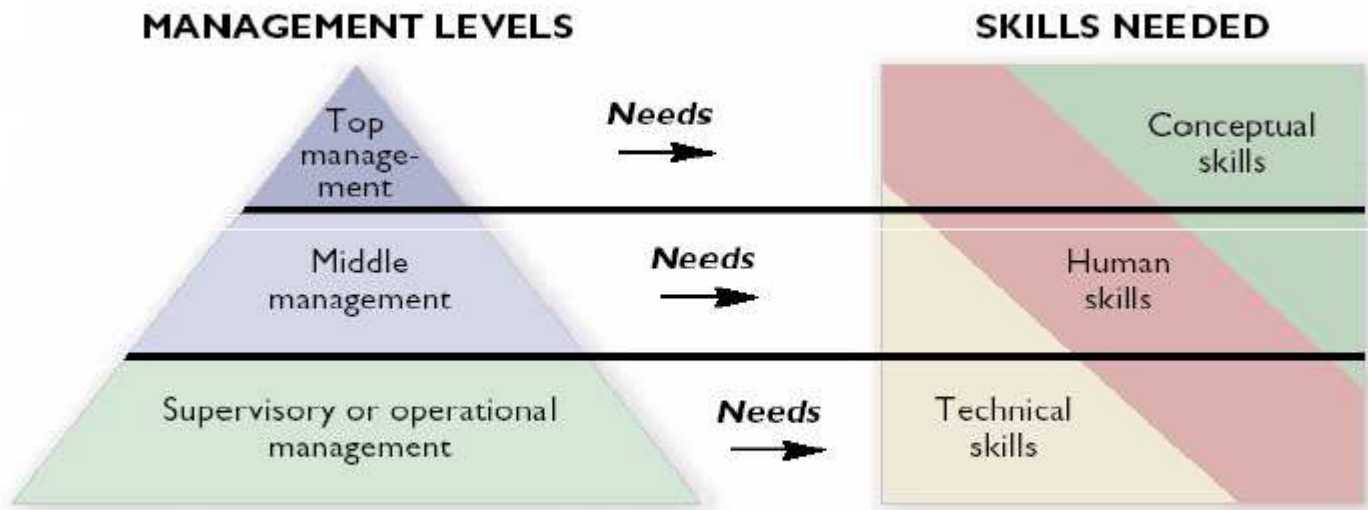 MANAGEMENT LEVELS
SKILLS NEEDED
Top
manage-
ment
Needs
Conceptual
skills
Middle
management
Needs
Human
skills
Supervisory or operational
management
Needs
Technical
skills